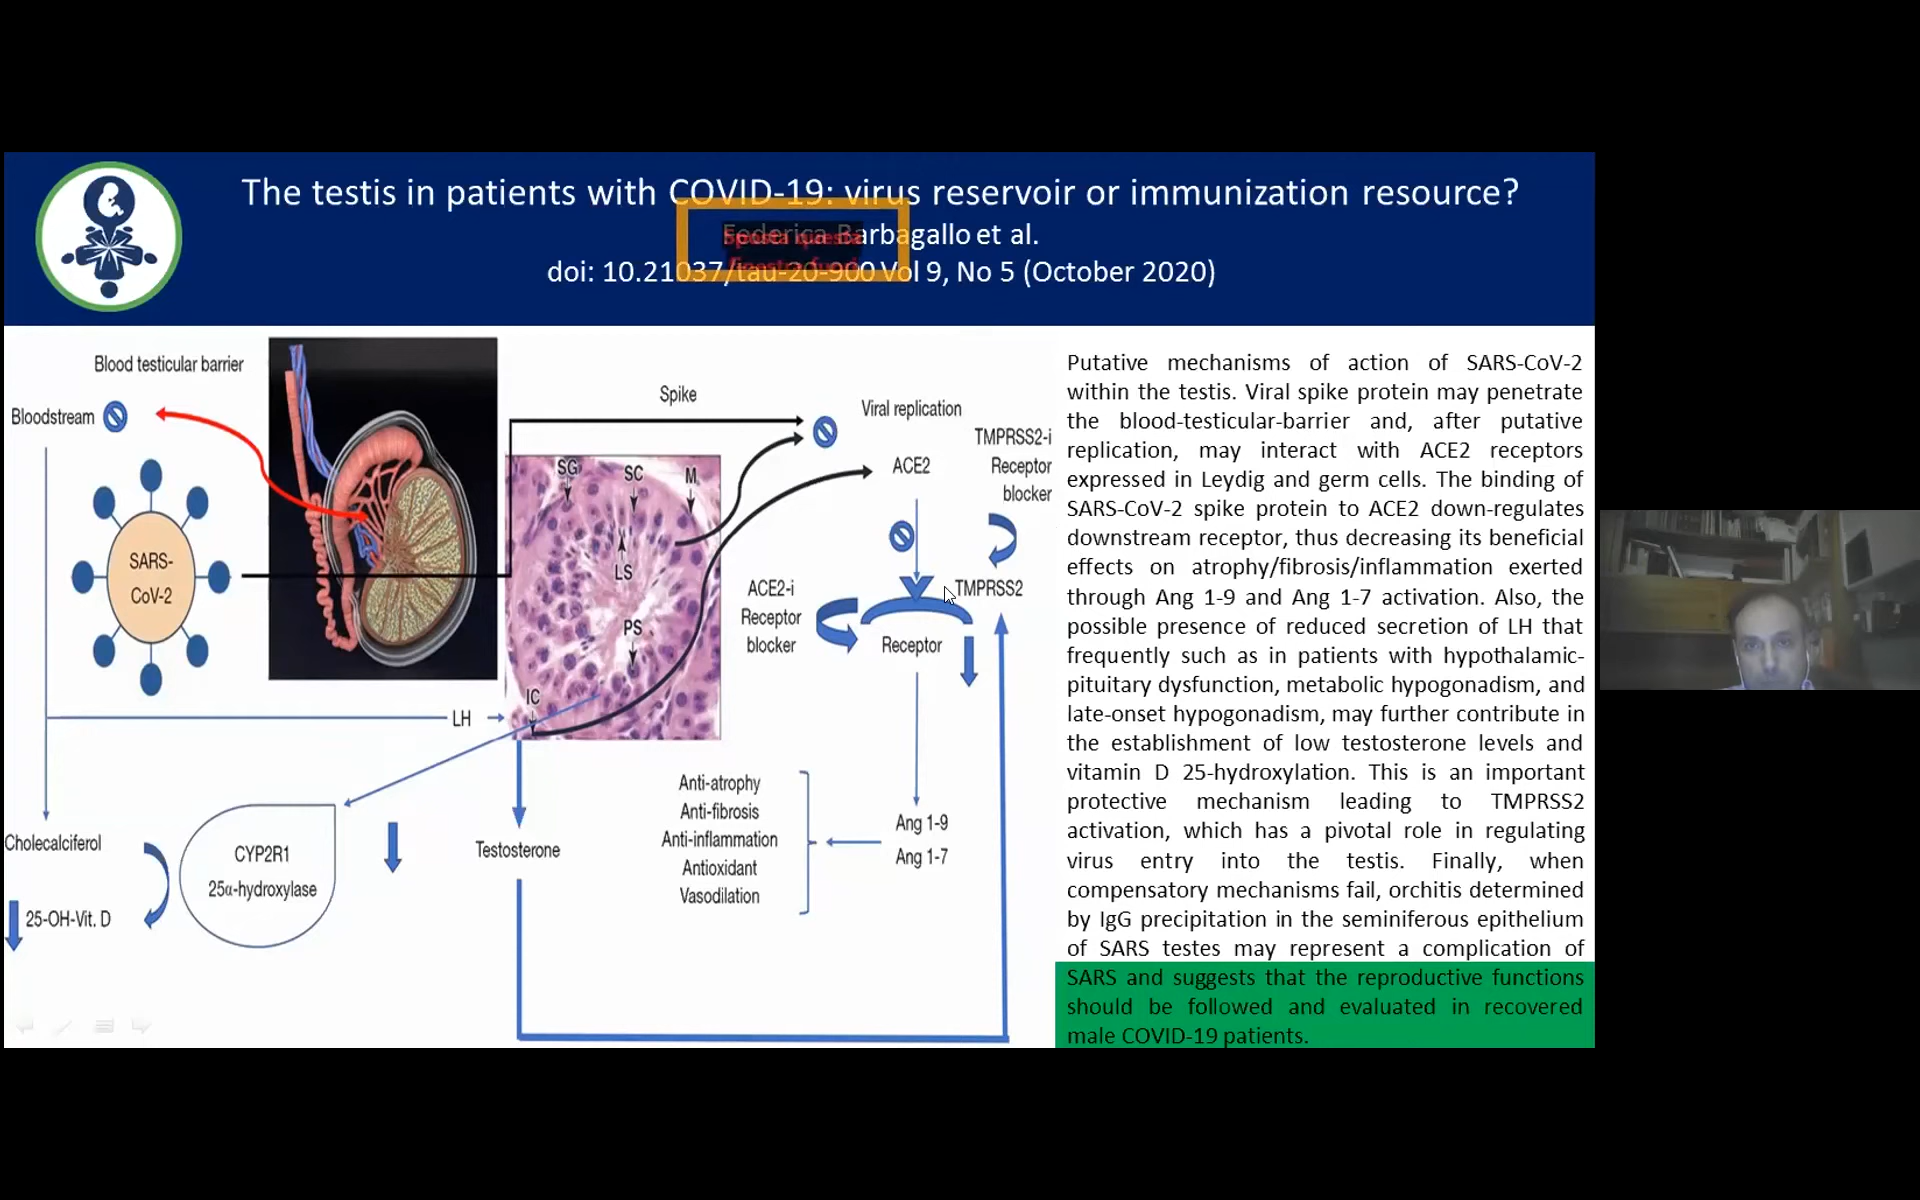 The testis in patients with COVID-19: virus reservoir or immunization resource?
Federica Barbagallo et al.
doi: 10.21037/tau-20-900 Vol 9, No 5 (October 2020)
Sposta questa
finestra fuori
Blood testicular barrier
Bloodstream
SARS-
CoV-2
Spike
Viral replication
TMPRSS2-i
Receptor
blocker
ACE2
SG
SC
M
LS
PS
IC
ACE2-i
Receptor
blocker
TMPRSS2
Receptor
LH
Anti-atrophy
Anti-fibrosis
Anti-inflammation
Antioxidant
Vasodilation
Ang 1-9
Ang 1-7
Testosterone
Cholecalciferol
CYP2R1
25α-hydroxylase
25-OH-Vit. D
Putative mechanisms of action of SARS-CoV-2
within the testis. Viral spike protein may penetrate
the blood-testicular-barrier and, after putative
replication, may interact with ACE2 receptors
expressed in Leydig and germ cells. The binding of
SARS-CoV-2 spike protein to ACE2 down-regulates
downstream receptor, thus decreasing its beneficial
effects on atrophy/fibrosis/inflammation exerted
through Ang 1-9 and Ang 1-7 activation. Also, the
possible presence of reduced secretion of LH that
frequently such as in patients with hypothalamic-
pituitary dysfunction, metabolic hypogonadism, and
late-onset hypogonadism, may further contribute in
the establishment of low testosterone levels and
vitamin D 25-hydroxylation. This is an important
protective mechanism leading to TMPRSS2
activation, which has a pivotal role in regulating
virus entry into the testis. Finally, when
compensatory mechanisms fail, orchitis determined
by IgG precipitation in the seminiferous epithelium
of SARS testes may represent a complication of
SARS and suggests that the reproductive functions
should be followed and evaluated in recovered
male COVID-19 patients.